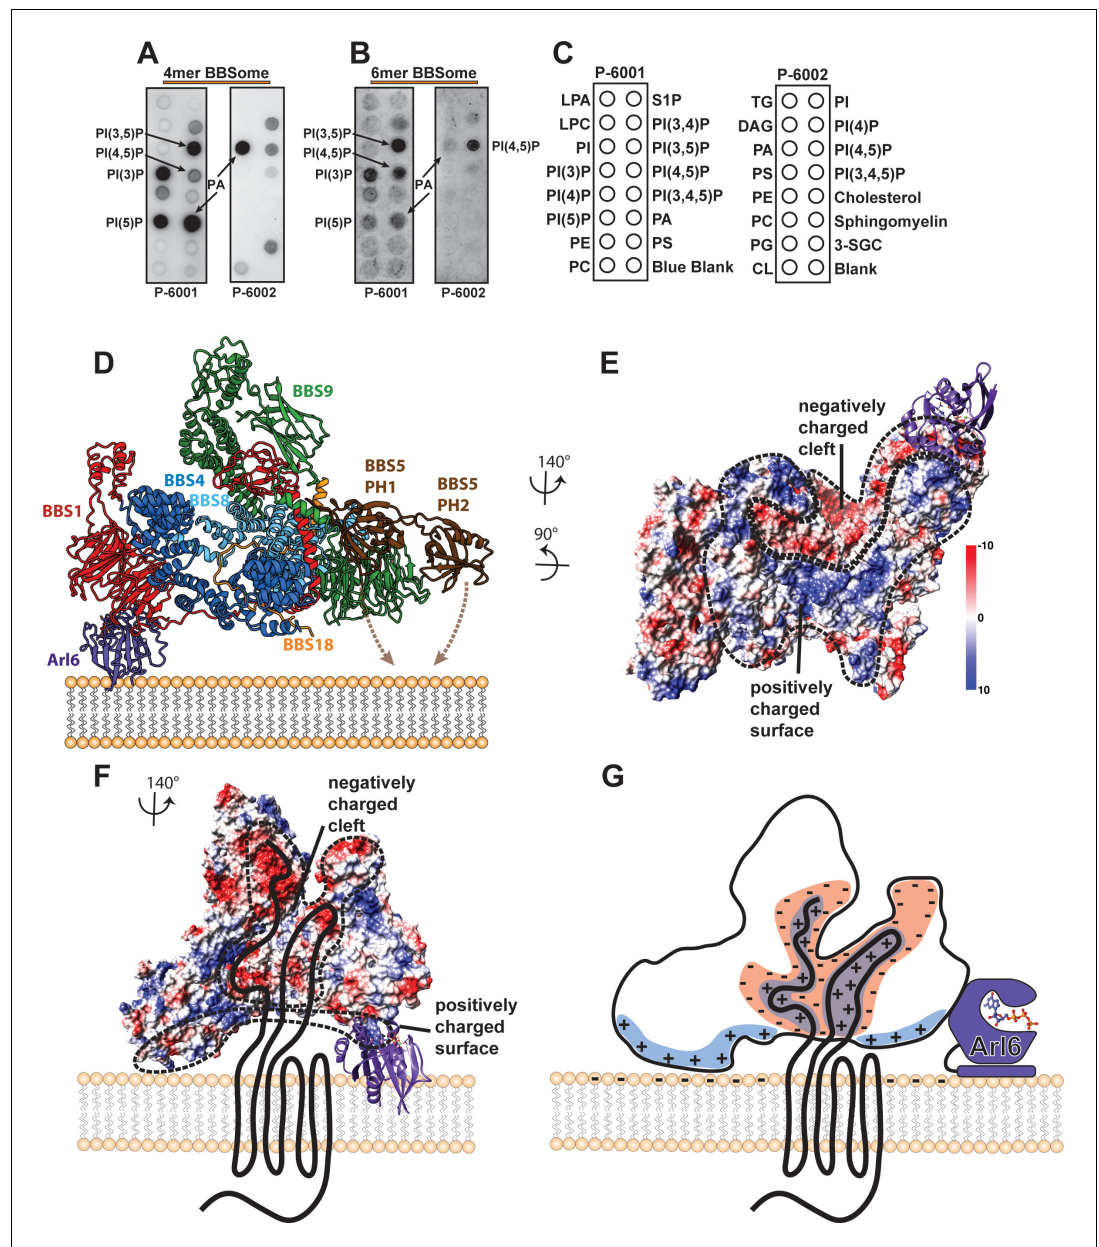 A
4mer BBSome
PI(3,5)P
PI(4,5)P
PI(3)P
PI(5)P
PA
P-6001
P-6002
B
6mer BBSome
PI(3,5)P
PI(4,5)P
PI(3)P
PI(5)P
PA
PI(4,5)P
P-6001
P-6002
C
P-6001
LPA S1P
LPC PI(3,4)P
PI PI(3,5)P
PI(3)P PI(4,5)P
PI(4)P PI(3,4,5)P
PI(5)P PA
PE PS
PC Blue Blank
P-6002
TG PI
DAG PI(4)P
PA PI(4,5)P
PS PI(3,4,5)P
PE Cholesterol
PC Sphingomyelin
PG 3-SGC
CL Blank
D
BBS9
BBS4
BBS8
BBS1
BBS5
PH1
BBS5
PH2
BBS18
Arl6
140°
90°
E
negatively
charged
cleft
positively
charged
surface
-10
0
10
F
140°
negatively
charged
cleft
positively
charged
surface
G
- - - - - - - - - - - - - - - - - - - -
+ + + + + + + + + + + + + + + +
Arl6
- - - - - - - - - -